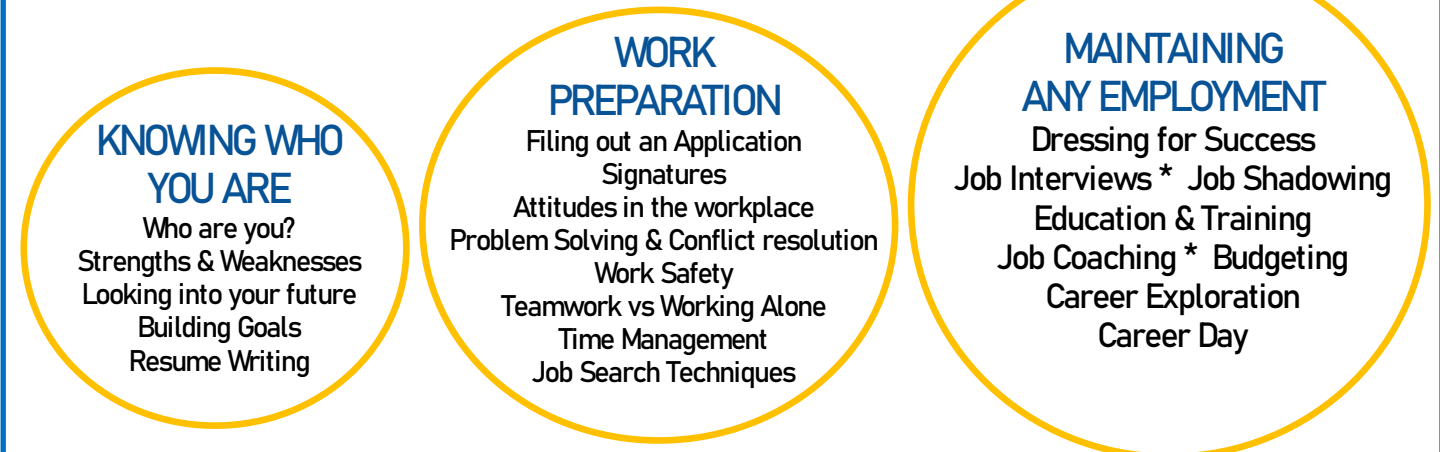 KNOWING WHO
YOU ARE
Who are you?
Strengths & Weaknesses
Looking into your future
Building Goals
Resume Writing
WORK
PREPARATION
Filing out an Application
Signatures
Attitudes in the workplace
Problem Solving & Conflict resolution
Work Safety
Teamwork vs Working Alone
Time Management
Job Search Techniques
MAINTAINING
ANY EMPLOYMENT
Dressing for Success
Job Interviews * Job Shadowing
Education & Training
Job Coaching * Budgeting
Career Exploration
Career Day